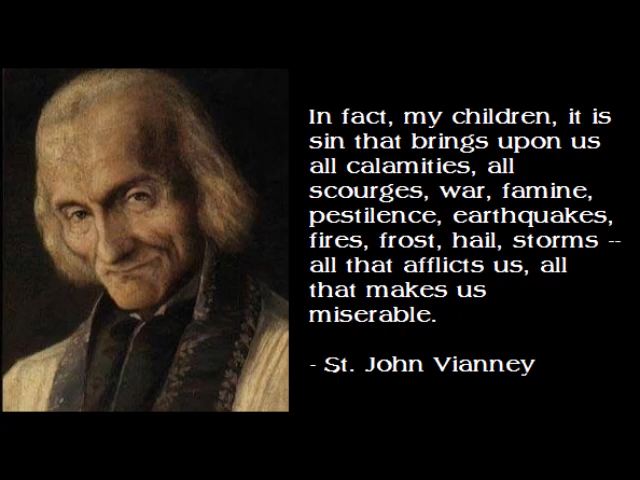 In fact, my children, it is
sin that brings upon us
all calamities, all
scourges, war, famine,
pestilence, earthquakes,
fires, frost, hail, storms --
all that afflicts us, all
that makes us
miserable.
- St. John Vianney